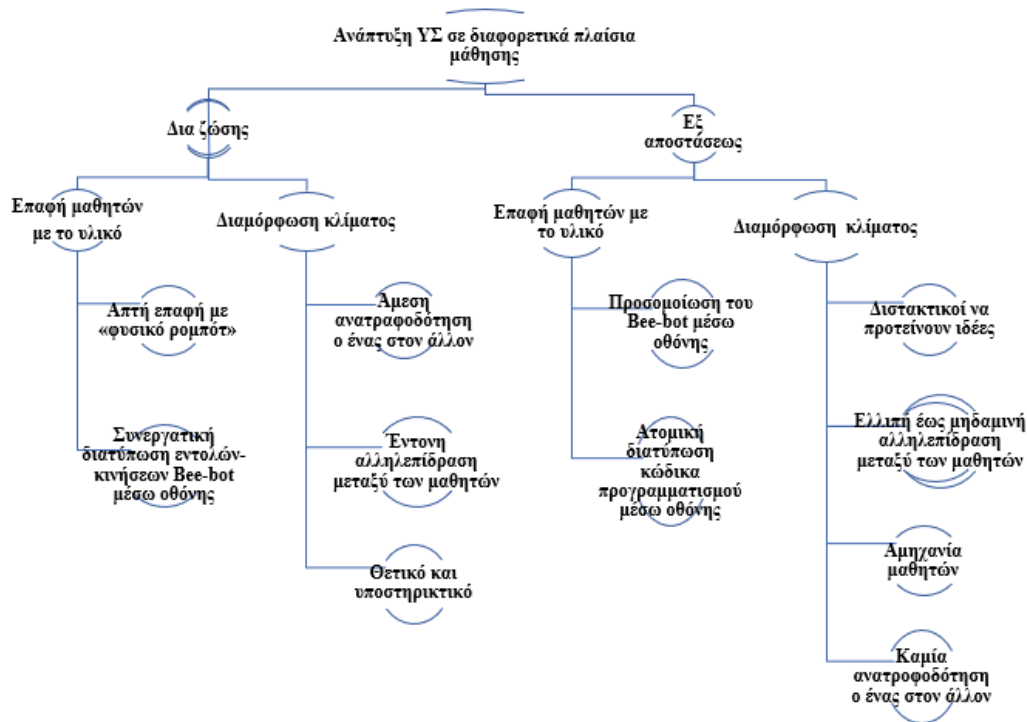 Ανάπτυξη ΥΣ σε διαφορετικά πλαίσια
μάθησης
Δια ζώσης
Εξ
αποστάσεως
Επαφή μαθητών
με το υλικό
Διαμόρφωση κλίματος
Επαφή μαθητών με
το υλικό
Διαμόρφωση κλίματος
Απτή επαφή με
«φυσικό ρομπότ»
Συνεργατική
διατύπωση εντολών-
κινήσεων Bee-bot
μέσω οθόνης
Άμεση
ανατραφοδότηση
ο ένας στον άλλον
Έντονη
αλληλεπίδραση
μεταξύ των μαθητών
Θετικό και
υποστηρικτικό
Προσομοίωση του
Bee-bot μέσω
οθόνης
Ατομική
διατύπωση
κώδικα
προγραμματισμού
μέσω οθόνης
Διστακτικοί να
προτείνουν ιδέες
Ελλιπή έως μηδαμινή
αλληλεπίδραση
μεταξύ των μαθητών
Αμηχανία
μαθητών
Καμία
ανατροφοδότηση
ο ένας στον άλλον